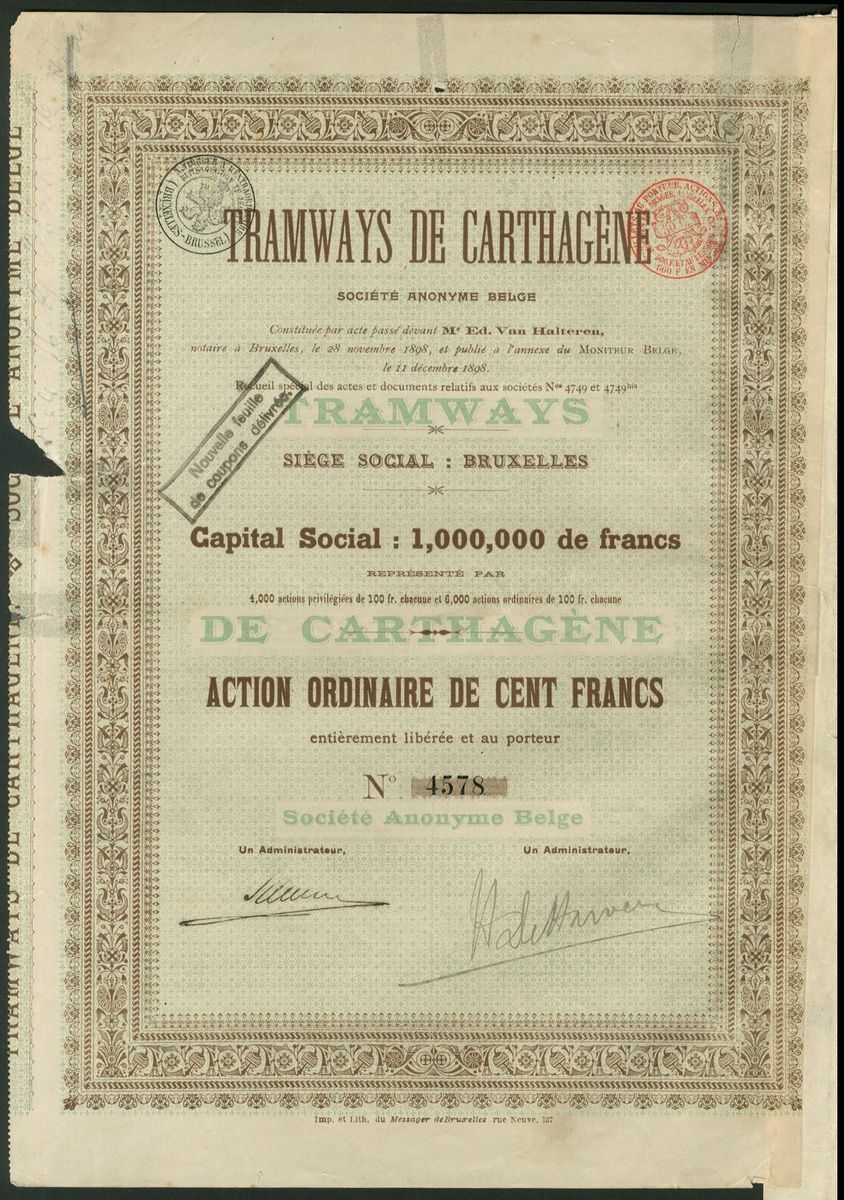 TRAMWAYS DE CARTHAGÈNE
SOCIÉTÉ ANONYME BELGE
Constituée par acte passé devant Me Ed. Van Halteren,
notaire à Bruxelles, le 28 novembre 1898, et publié à l'annexe du MONITEUR BELGE,
le 11 décembre 1898.
Recueil spécial des actes et documents relatifs aux sociétés Nos 4749 et 4749bis
TRAMWAYS
Nouvelle feuille
de coupons délivrée.
SIÈGE SOCIAL : BRUXELLES
Capital Social : 1,000,000 de francs
REPRÉSENTÉ PAR
4,000 actions privilégiées de 100 fr. chacune et 6,000 actions ordinaires de 100 fr. chacune
DE CARTHAGÈNE
ACTION ORDINAIRE DE CENT FRANCS
entièrement libérée et au porteur
No 4578
Société Anonyme Belge
Un Administrateur,
Un Administrateur,
Imp. et Lith. du Messager de Bruxelles rue Neuve, 127
TRAMWAYS DE CARTHAGÈNE. ANONYME BELGE